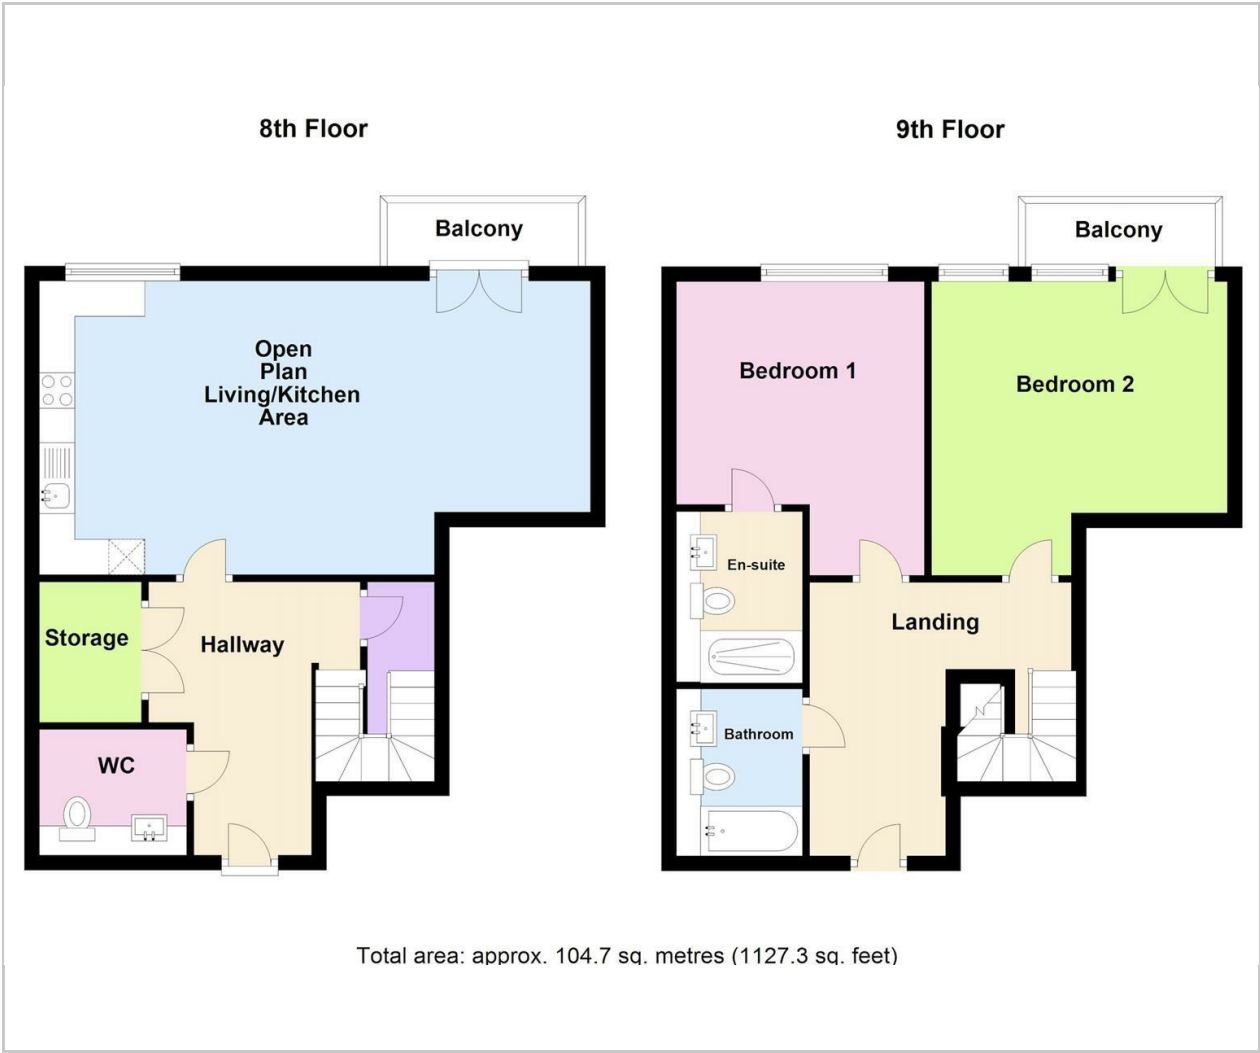 8th Floor
Balcony
Open
Plan
Living/Kitchen
Area
Storage
Hallway
WC
9th Floor
Balcony
Bedroom 1
Bedroom 2
En-suite
Landing
Bathroom
Total area: approx. 104.7 sq. metres (1127.3 sq. feet)